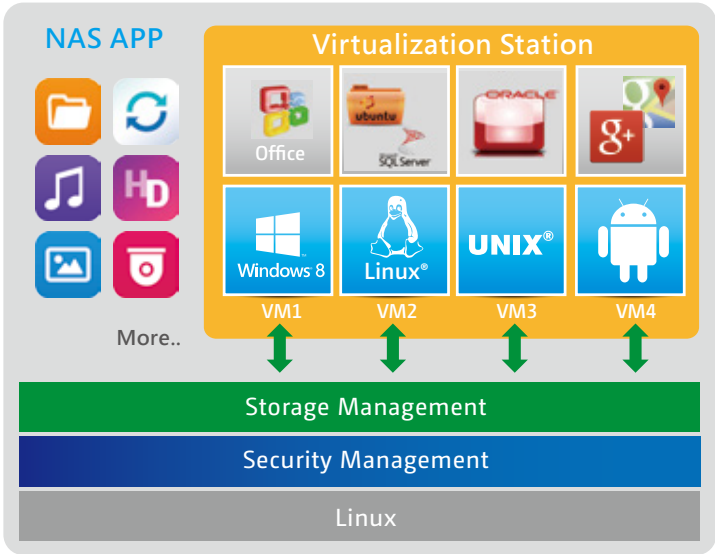 NAS APP
Virtualization Station
Office
ubuntu
SQL Server
ORACLE
g+
HD
Windows 8
Linux®
UNIX®
VM1
VM2
VM3
VM4
More..
Storage Management
Security Management
Linux